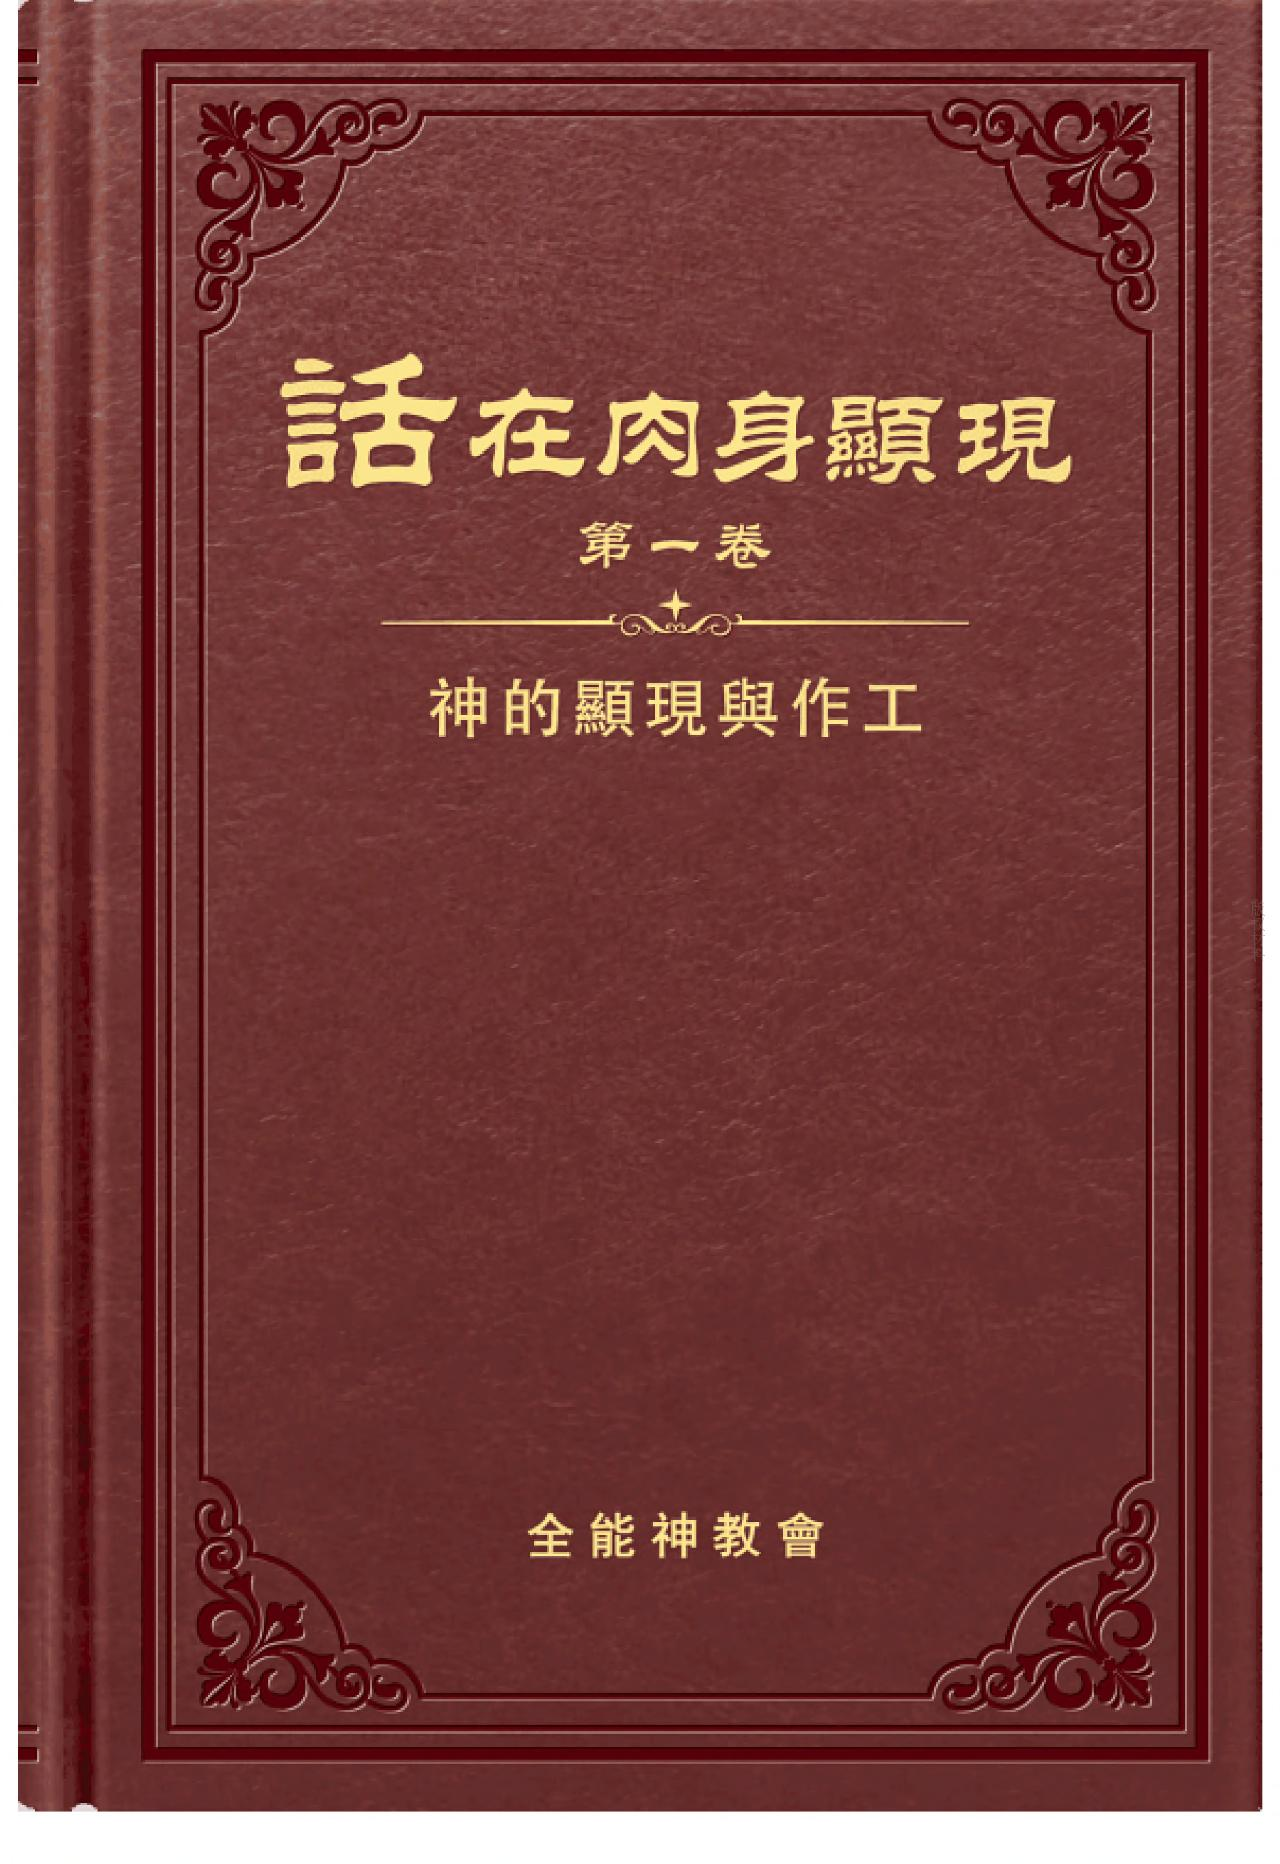 話在肉身顯現
第一卷
神的顯現與作工
全能神教會